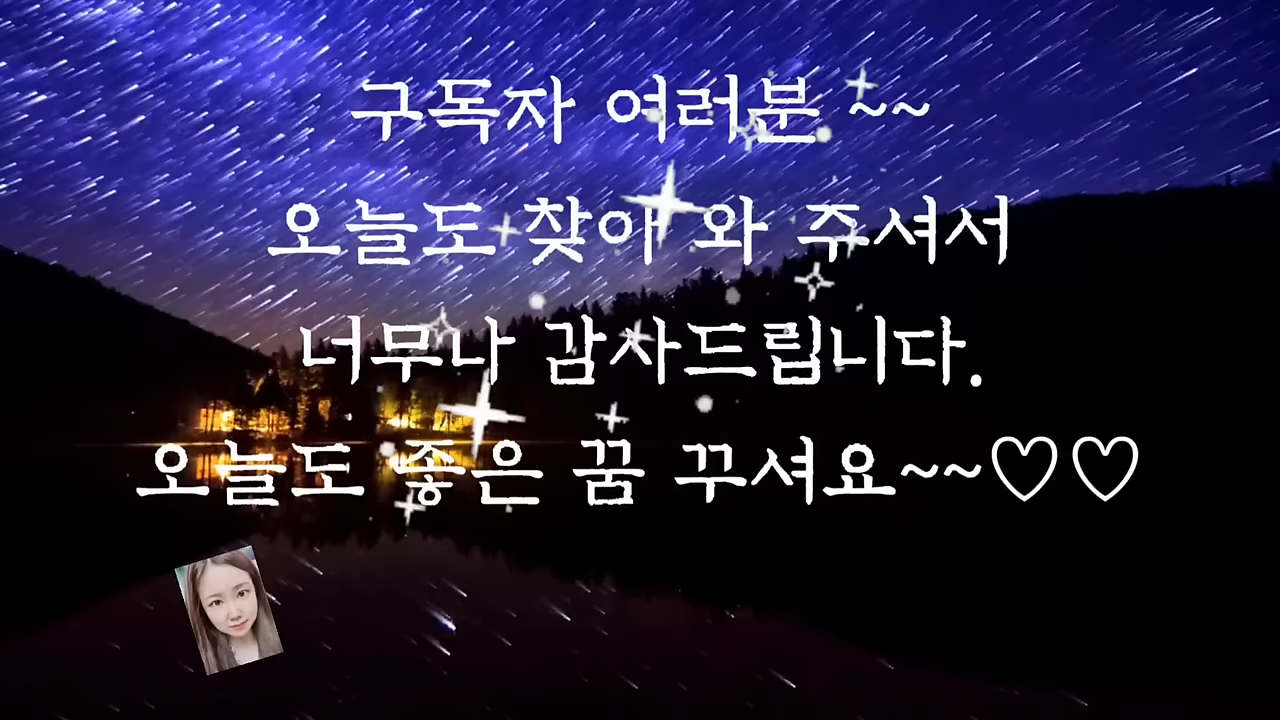 구독자 여러분 ~~
오늘도 찾아 와 주셔서
너무나 감사드립니다.
오늘도 좋은 꿈 꾸셔요~~♡♡